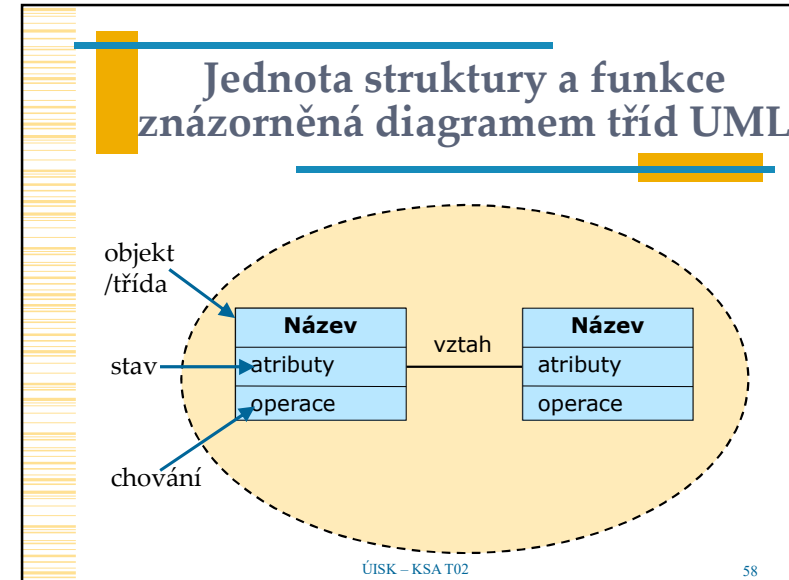 Jednota struktury a funkce
znázorněná diagramem tříd UML
objekt
/třída
Název
vztah
Název
stav
atributy
atributy
operace
operace
chování
ÚISK – KSA T02
58